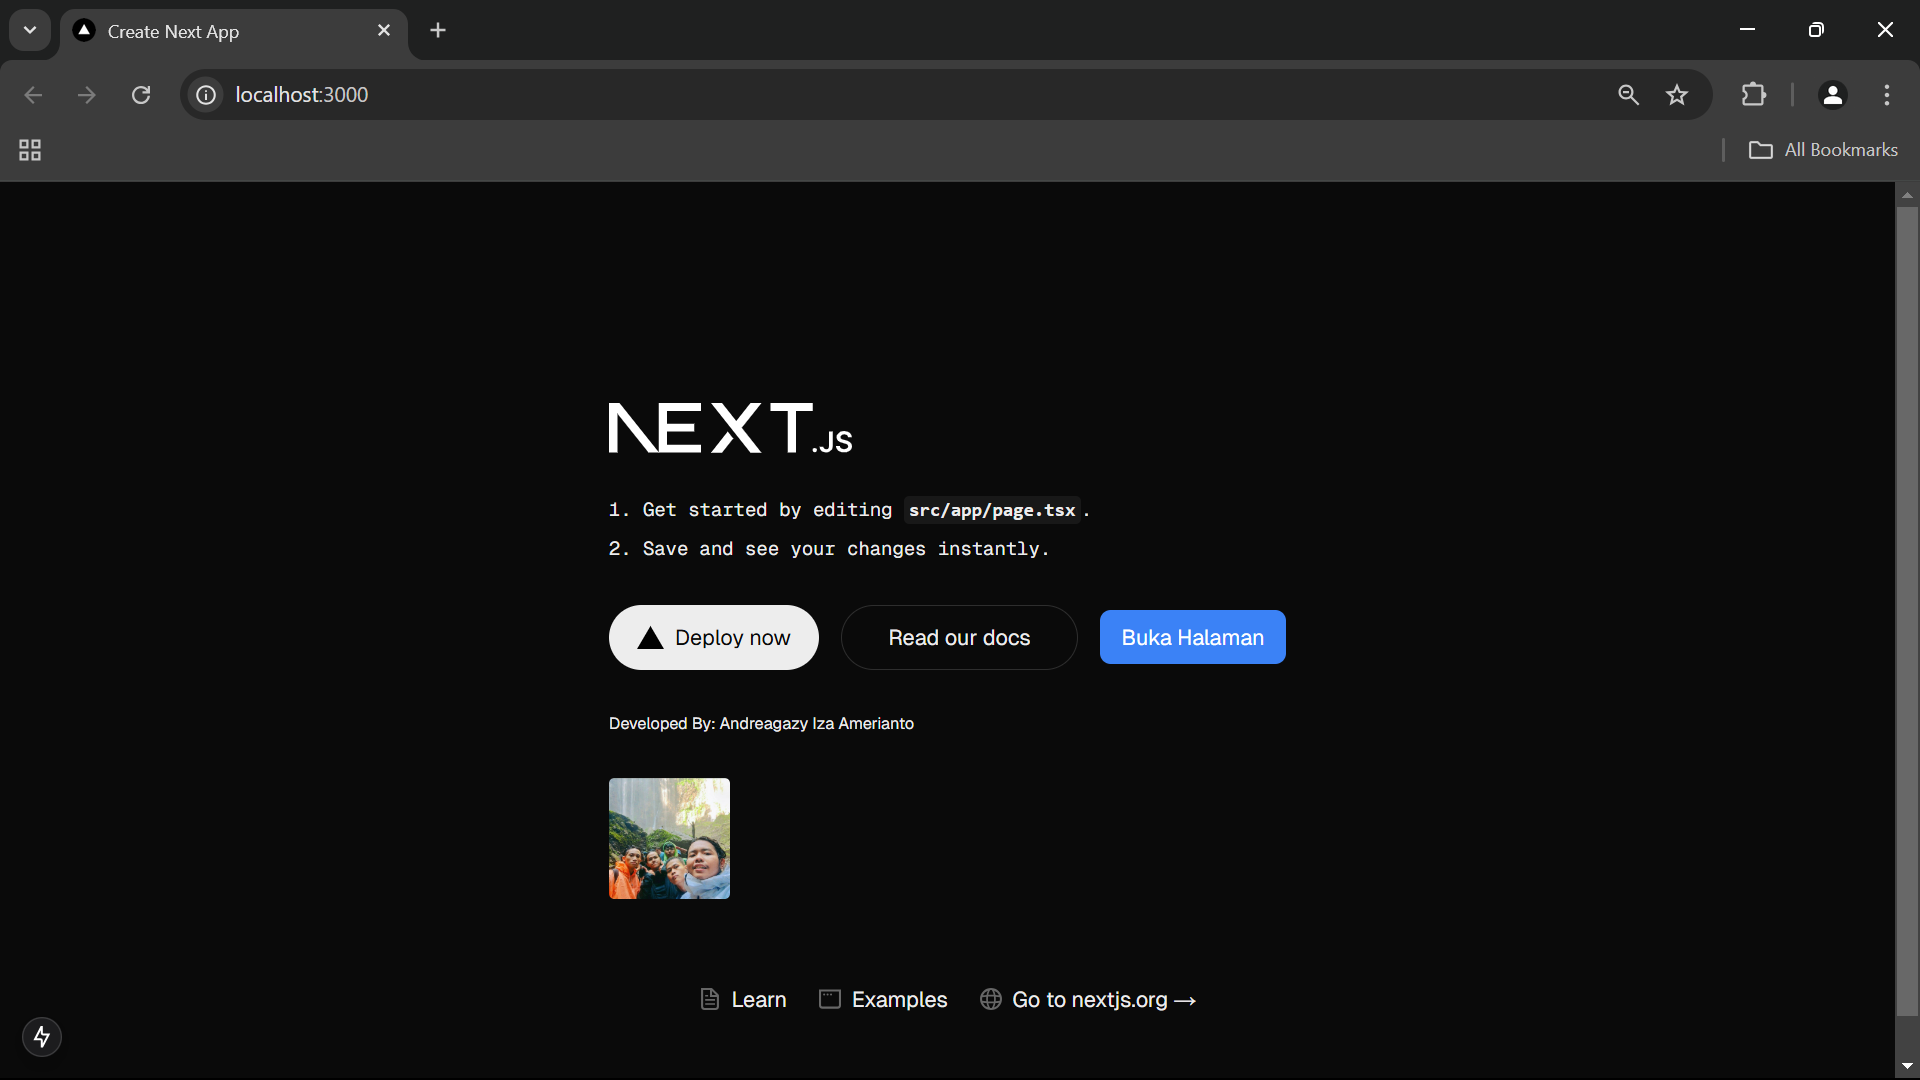 Create Next App
localhost:3000
All Bookmarks
NEXT.JS
1. Get started by editing src/app/page.tsx.
2. Save and see your changes instantly.
Deploy now
Read our docs
Buka Halaman
Developed By: Andreagazy Iza Amerianto
Learn
Examples
Go to nextjs.org →